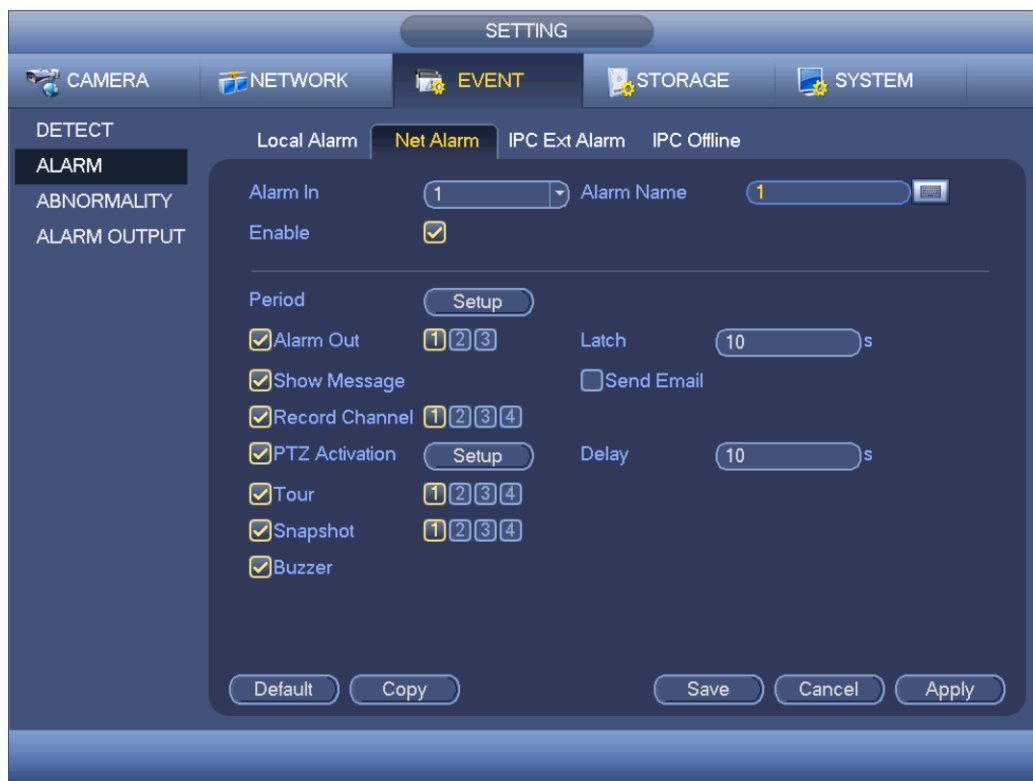 SETTING
CAMERA NETWORK EVENT STORAGE SYSTEM
DETECT
ALARM
ABNORMALITY
ALARM OUTPUT
Local Alarm Net Alarm IPC Ext Alarm IPC Offline
Alarm In 1 Alarm Name 1
Enable
Period Setup
Alarm Out 1 2 3 Latch 10 s
Show Message Send Email
Record Channel 1 2 3 4
PTZ Activation Setup Delay 10 s
Tour 1 2 3 4
Snapshot 1 2 3 4
Buzzer
Default Copy Save Cancel Apply